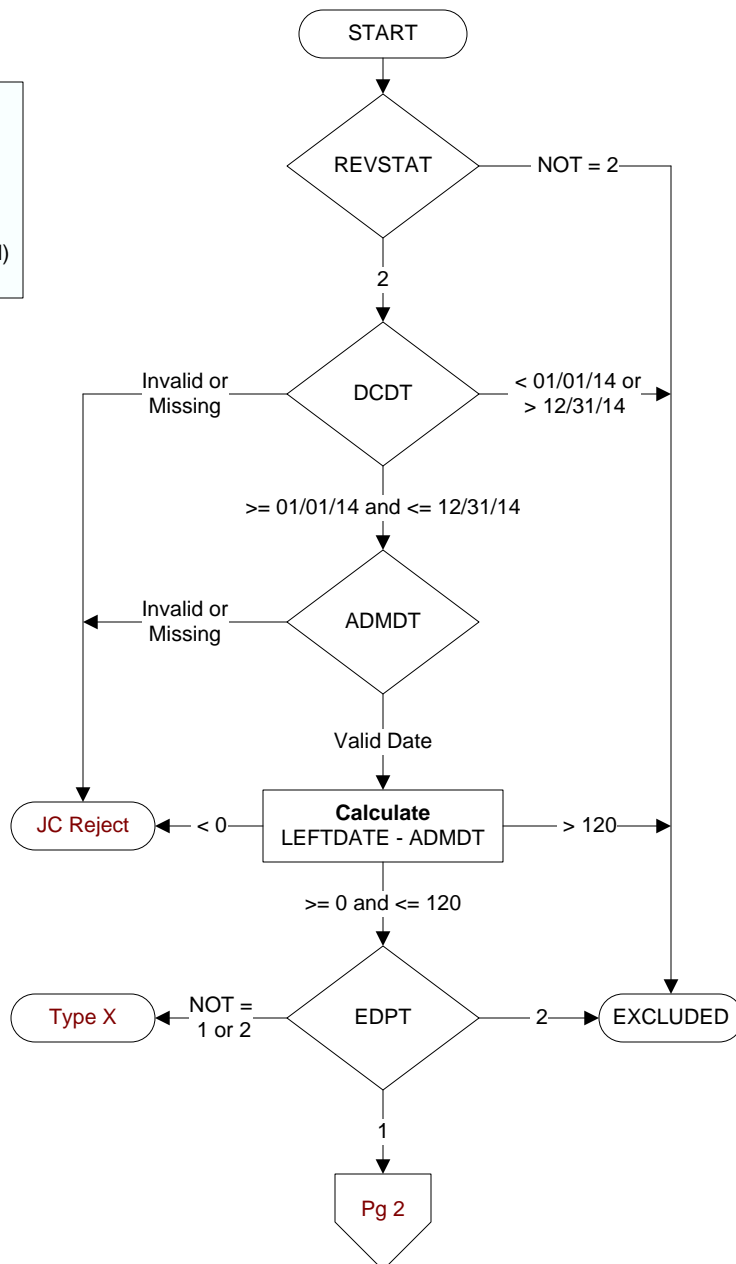 START
REVSTAT
NOT = 2
)
2
Invalid or
Missing
DCDT
< 01/01/14 or
> 12/31/14
>= 01/01/14 and <= 12/31/14
Invalid or
Missing
ADMDT
Valid Date
JC Reject
< 0
Calculate
LEFTDATE - ADMDT
> 120
>= 0 and <= 120
Type X
NOT =
1 or 2
EDPT
2
EXCLUDED
1
Pg 2